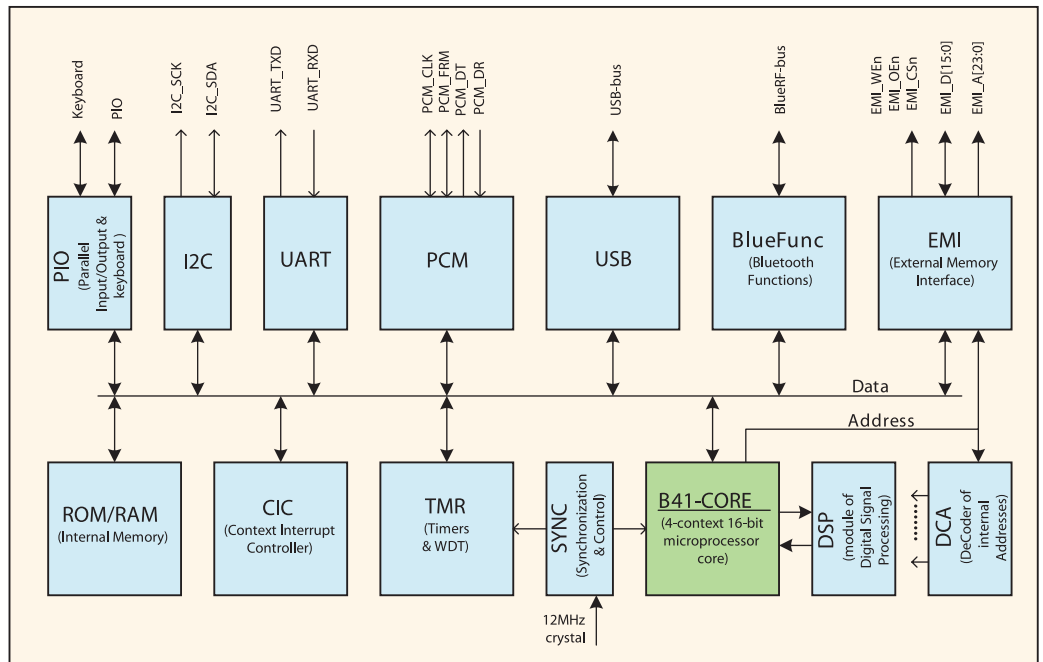 Keyboard
PIO
I2C_SCK
I2C_SDA
UART_TXD
UART_RXD
PCM_CLK
PCM_FRM
PCM_DT
PCM_DR
USB-bus
BlueRF-bus
EMI_WEn
EMI_OEn
EMI_CSn
EMI_D[15:0]
EMI_A[23:0]
PIO
(Parallel
Input/Output &
keyboard )
I2C
UART
PCM
USB
BlueFunc
(Bluetooth
Functions)
EMI
(External Memory
Interface)
Data
Address
ROM/RAM
(Internal Memory)
CIC
(Context Interrupt
Controller)
TMR
(Timers
& WDT)
SYNC
(Synchronization
& Control)
B41-CORE
(4-context 16-bit
microprocessor
core)
DSP
(module of
Digital Signal
Processing)
DCA
(DeCoder of
internal
Addresses)
12MHz
crystal